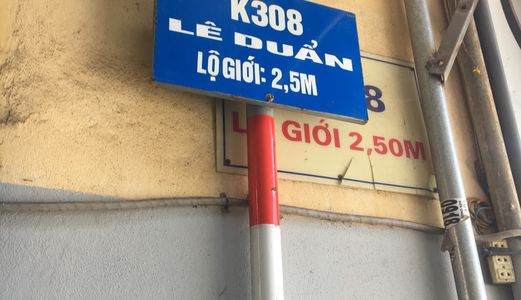 K308
LÊ DUẨN
LỘ GIỚI: 2,5M
8
GIỚI 2,50M